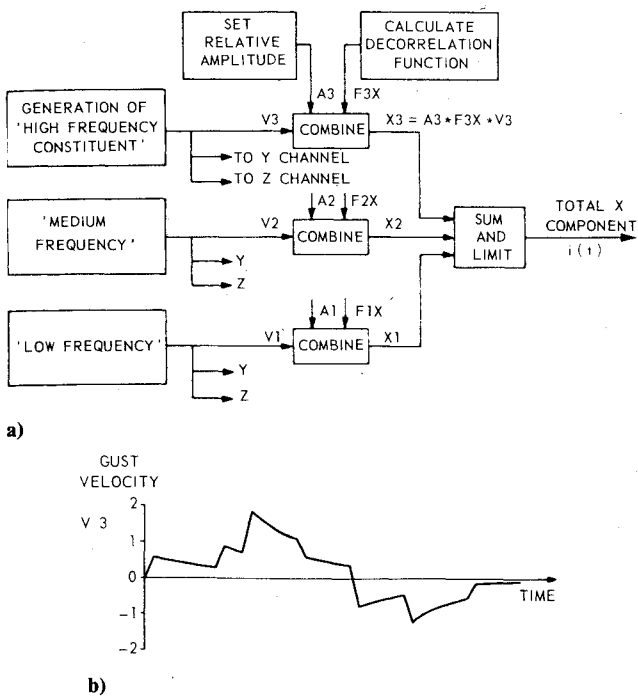 SET
RELATIVE
AMPLITUDE
CALCULATE
DECORRELATION
FUNCTION
A3
F3X
GENERATION OF
'HIGH FREQUENCY
CONSTITUENT'
V3
COMBINE
X3 = A3*F3X*V3
TO Y CHANNEL
TO Z CHANNEL
A2
F2X
'MEDIUM
FREQUENCY'
V2
COMBINE
X2
SUM
AND
LIMIT
TOTAL X
COMPONENT
i(t)
Y
Z
A1
F1X
'LOW FREQUENCY'
V1
COMBINE
X1
Y
Z
a)
GUST
VELOCITY
V 3
2
1
0
-1
-2
TIME
b)